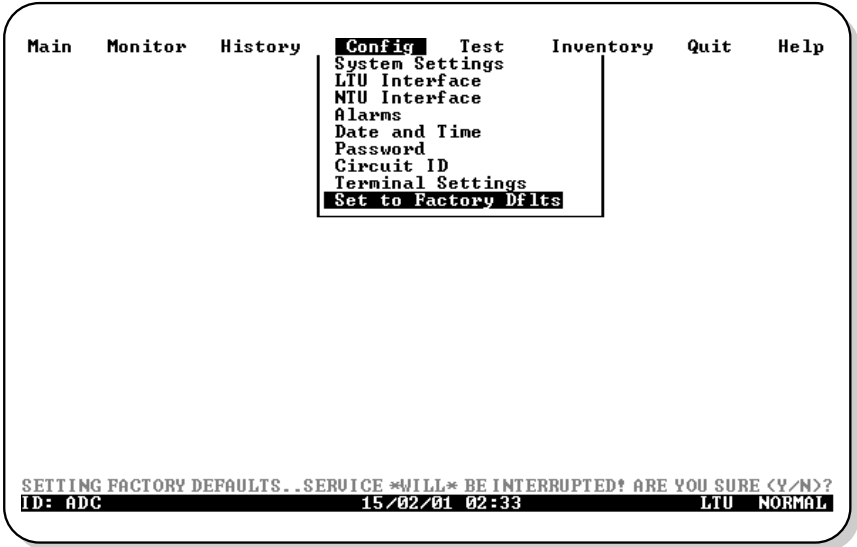 Main Monitor History Config Test Inventory Quit Help
System Settings
LTU Interface
NTU Interface
Alarms
Date and Time
Password
Circuit ID
Terminal Settings
Set to Factory Dflts
SETTING FACTORY DEFAULTS..SERVICE *WILL* BE INTERRUPTED! ARE YOU SURE (Y/N)?
ID: ADC 15/02/01 02:33 LTU NORMAL